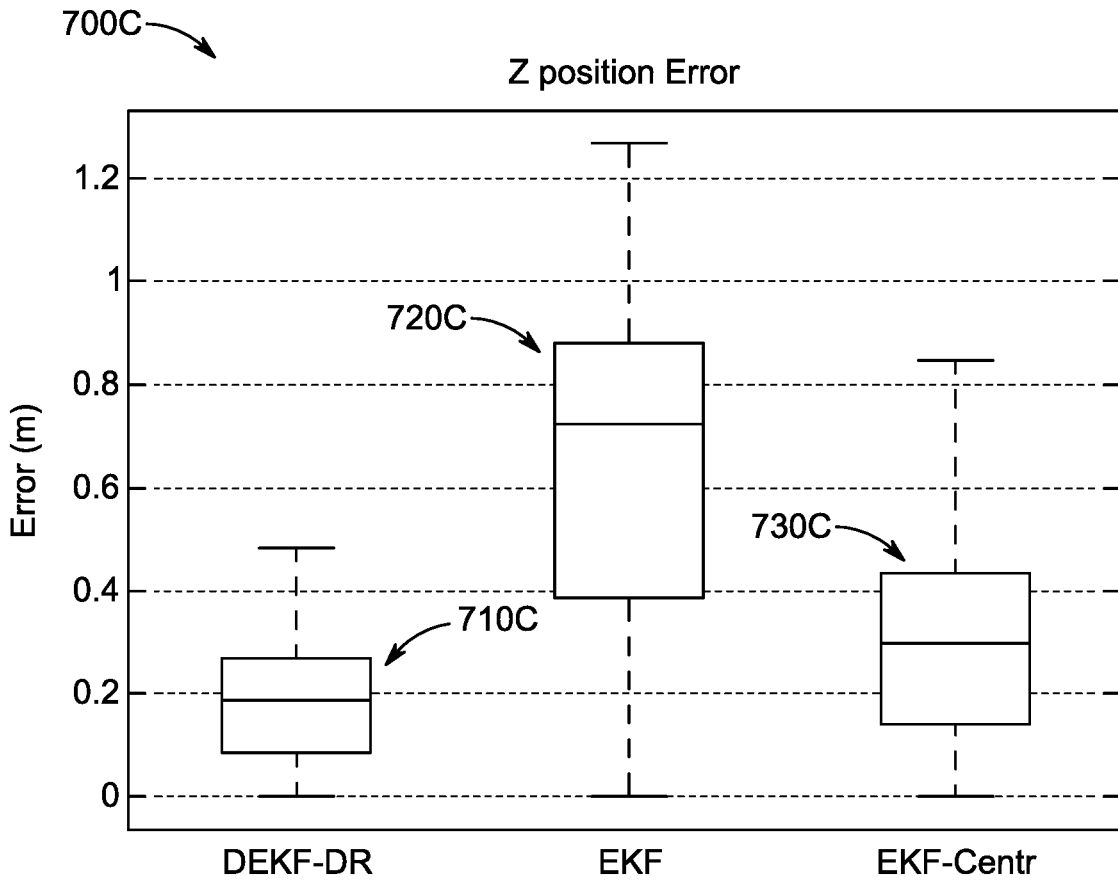 700C
Z position Error
1.2
1
720C
0.8
Error (m)
0.6
730C
0.4
710C
0.2
0
DEKF-DR EKF EKF-Centr